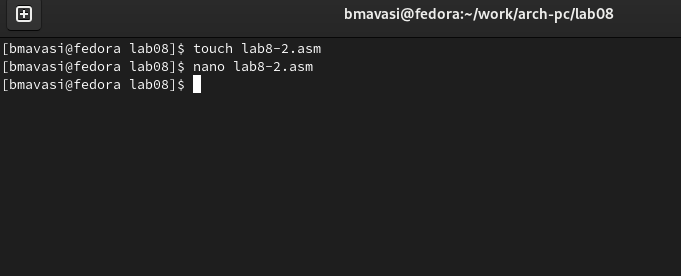 bmavasi@fedora:~/work/arch-pc/lab08
[bmavasi@fedora lab08]$ touch lab8-2.asm
[bmavasi@fedora lab08]$ nano lab8-2.asm
[bmavasi@fedora lab08]$